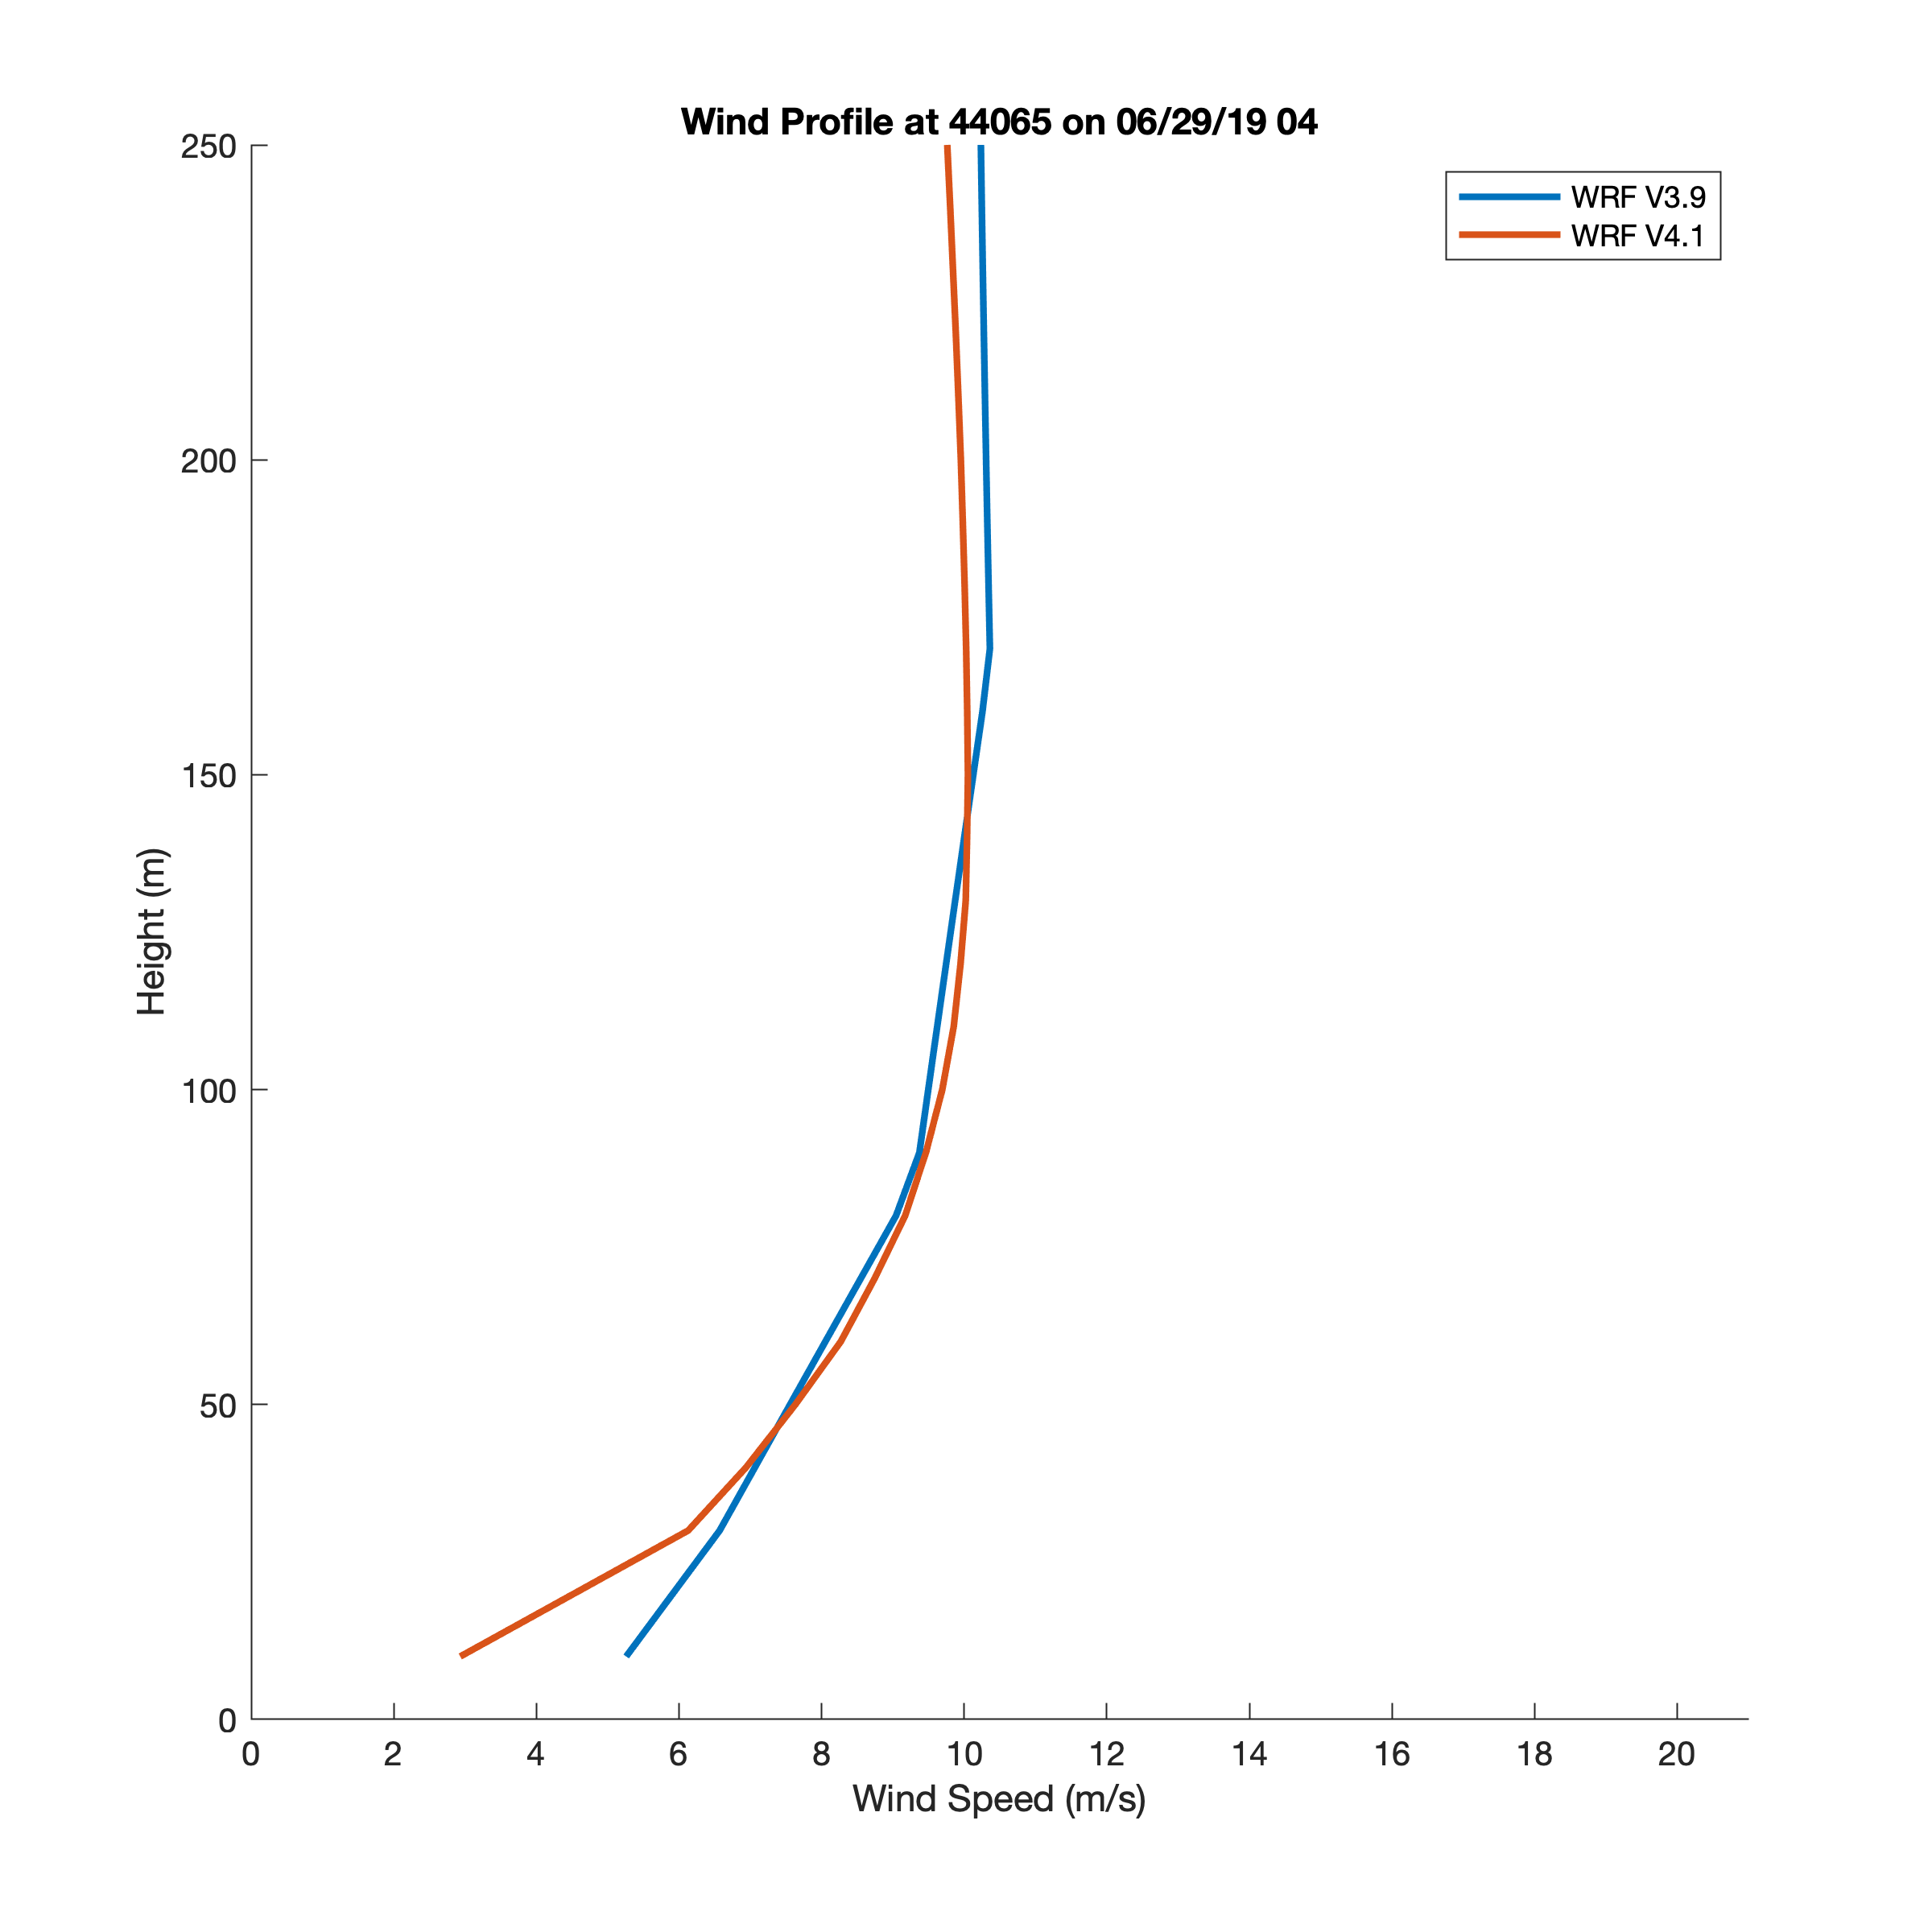 Wind Profile at 44065 on 06/29/19 04
WRF V3.9
WRF V4.1
250
200
150
100
50
0
Height (m)
0 2 4 6 8 10 12 14 16 18 20
Wind Speed (m/s)